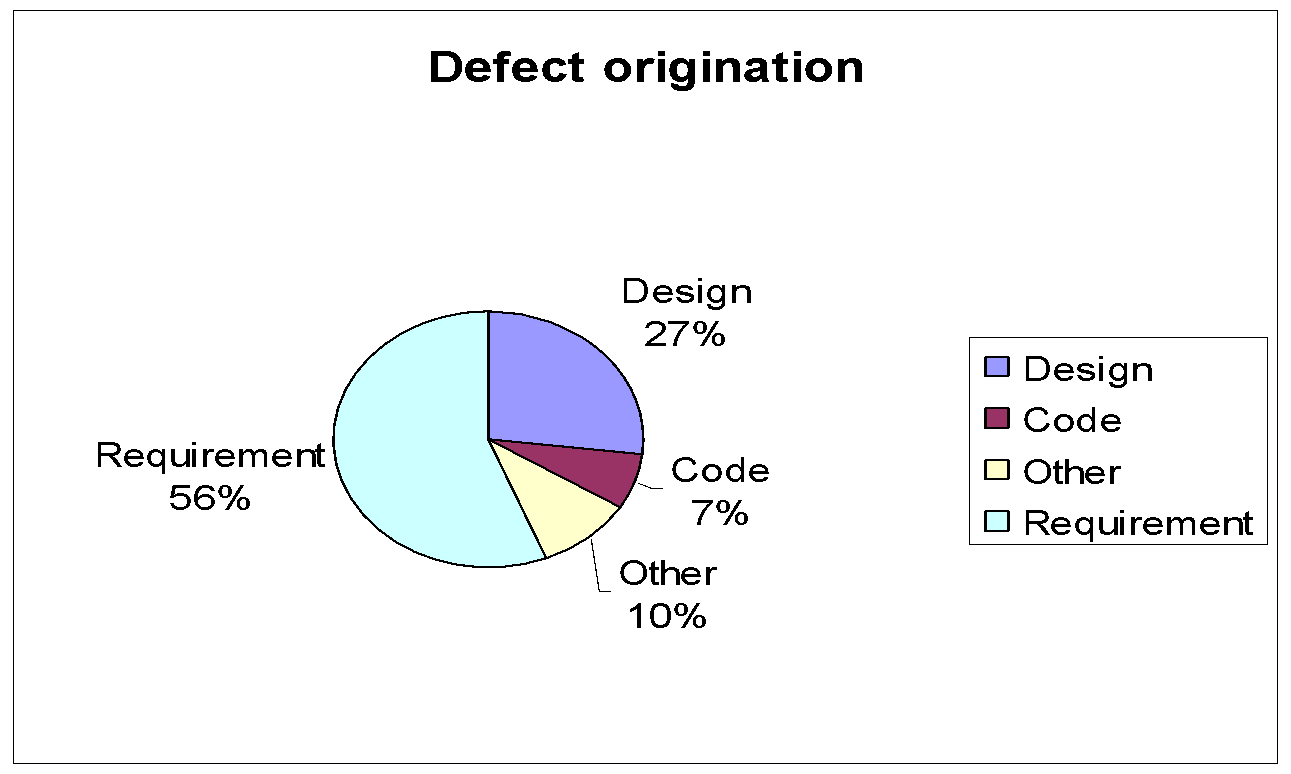 Defect origination
Design
27%
Requirement
56%
Code
7%
Other
10%
Design
Code
Other
Requirement